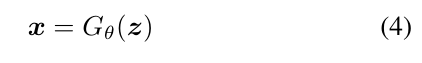 x = G_θ(z) (4)